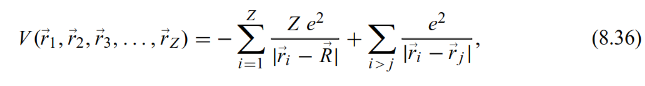 $V(\vec{r}_1, \vec{r}_2, \vec{r}_3, \ldots, \vec{r}_Z) = -\sum_{i=1}^{Z} \frac{Z\, e^2}{|\vec{r}_i - \vec{R}|} + \sum_{i>j} \frac{e^2}{|\vec{r}_i - \vec{r}_j|},$ (8.36)